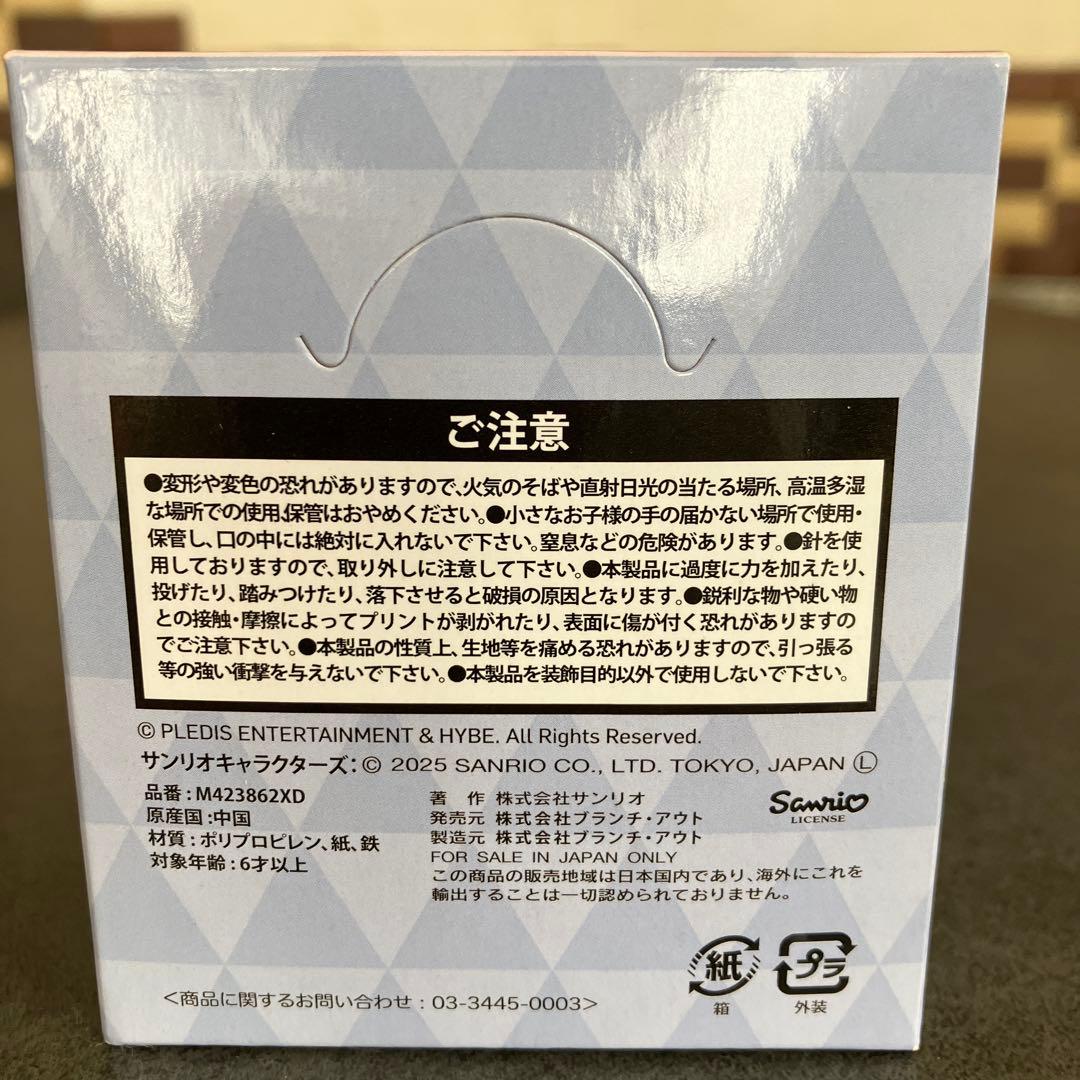 ご注意
●変形や変色の恐れがありますので、火気のそばや直射日光の当たる場所、高温多湿
な場所での使用、保管はおやめください。●小さなお子様の手の届かない場所で使用・
保管し、口の中には絶対に入れないで下さい。窒息などの危険があります。●針を使
用しておりますので、取り外しに注意して下さい。●本製品に過度に力を加えたり、
投げたり、踏みつけたり、落下させると破損の原因となります。●鋭利な物や硬い物
との接触・摩擦によってプリントが剥がれたり、表面に傷が付く恐れがありますの
でご注意下さい。●本製品の性質上、生地等を痛める恐れがありますので、引っ張る
等の強い衝撃を与えないで下さい。●本製品を装飾目的以外で使用しないで下さい。
© PLEDIS ENTERTAINMENT & HYBE. All Rights Reserved.
サンリオキャラクターズ：© 2025 SANRIO CO., LTD. TOKYO, JAPAN Ⓛ
品番：M423862XD
原産国：中国
材質：ポリプロピレン、紙、鉄
対象年齢：6才以上
著　作 株式会社サンリオ
発売元 株式会社ブランチ・アウト
製造元 株式会社ブランチ・アウト
FOR SALE IN JAPAN ONLY
この商品の販売地域は日本国内であり、海外にこれを
輸出することは一切認められておりません。
Sanrio
LICENSE
紙
箱
プラ
外装
<商品に関するお問い合わせ：03-3445-0003>